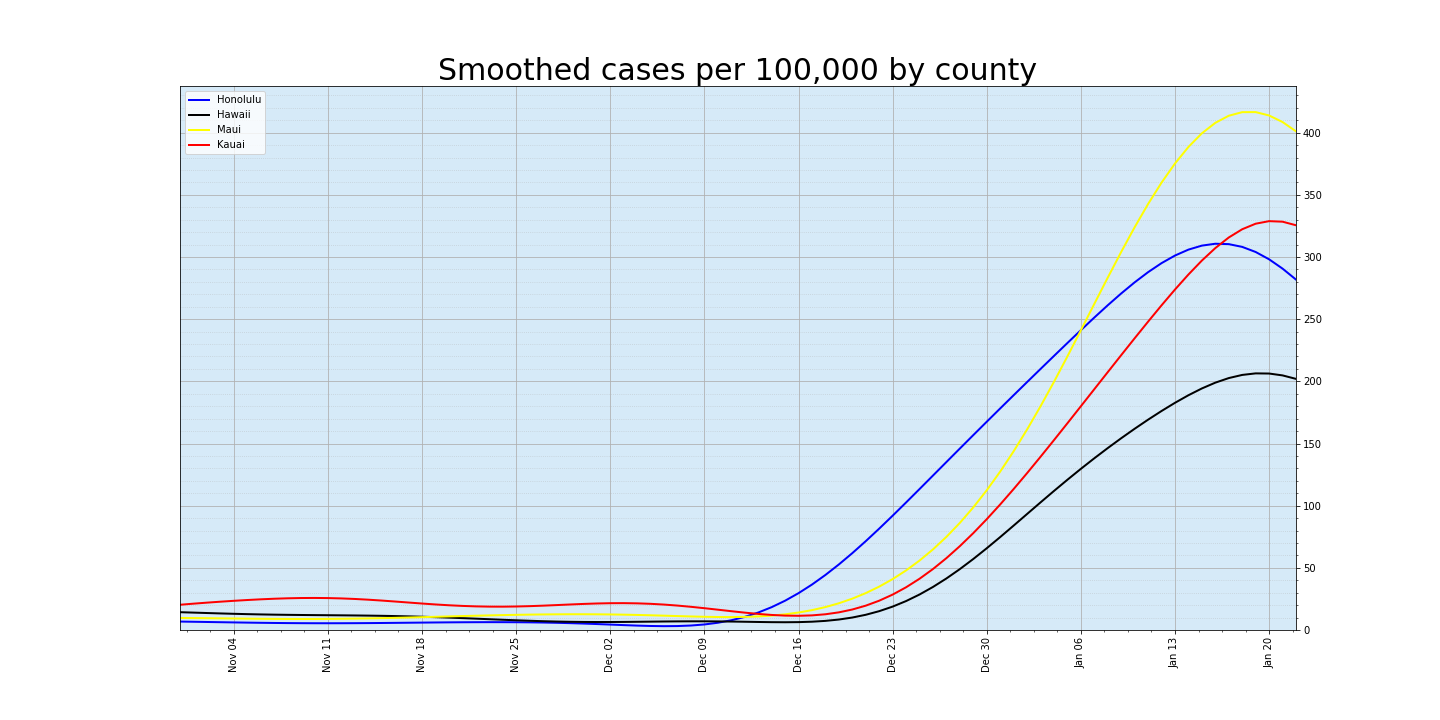 Smoothed cases per 100,000 by county
Honolulu
Hawaii
Maui
Kauai
400
350
300
250
200
150
100
50
0
Nov 04
Nov 11
Nov 18
Nov 25
Dec 02
Dec 09
Dec 16
Dec 23
Dec 30
Jan 06
Jan 13
Jan 20